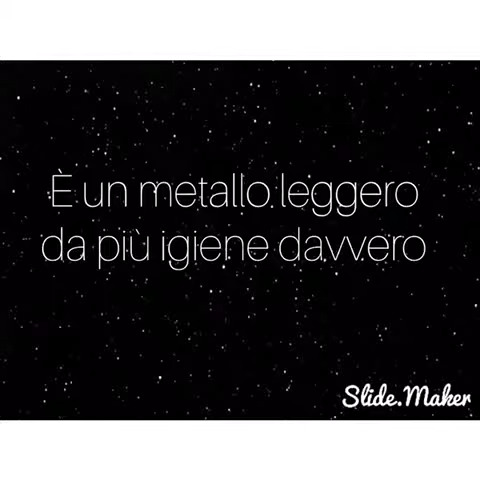 È un metallo leggero
da più igiene davvero
Slide.Maker